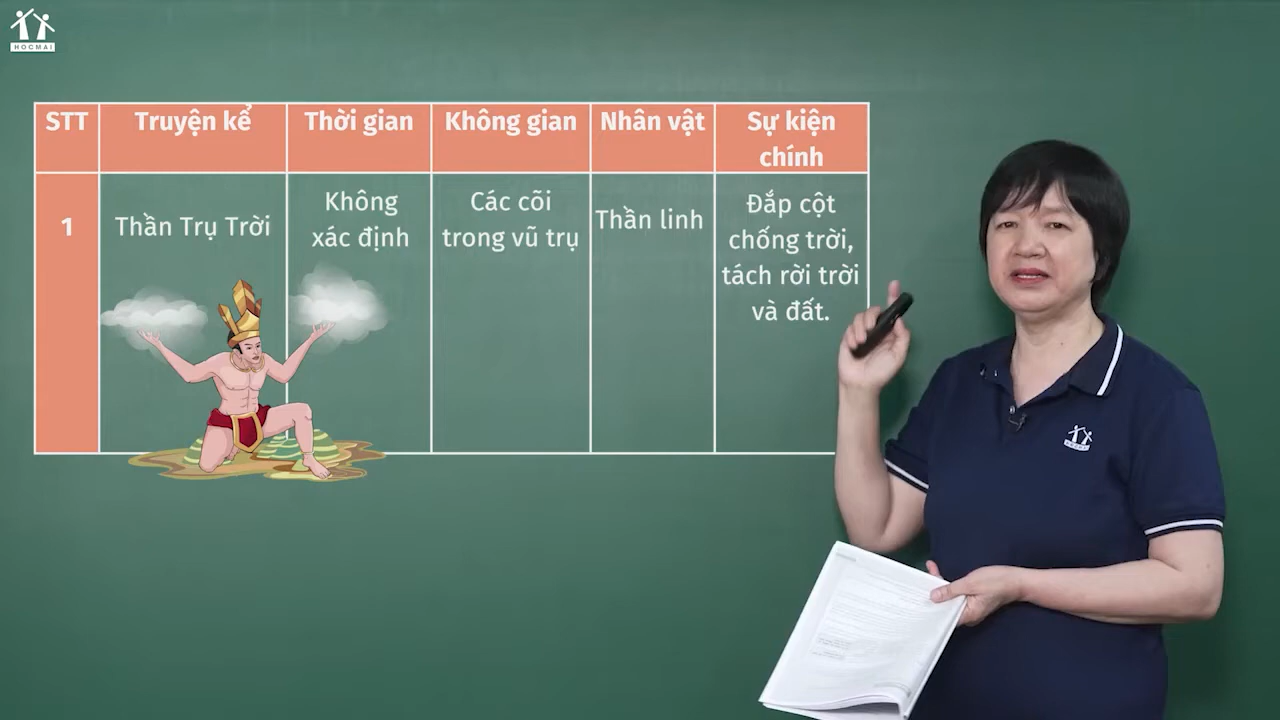 HOCMAI
STT
Truyện kể
Thời gian
Không gian
Nhân vật
Sự kiện
chính
1
Thần Trụ Trời
Không
xác định
Các cõi
trong vũ trụ
Thần linh
Đắp cột
chống trời,
tách rời trời
và đất.